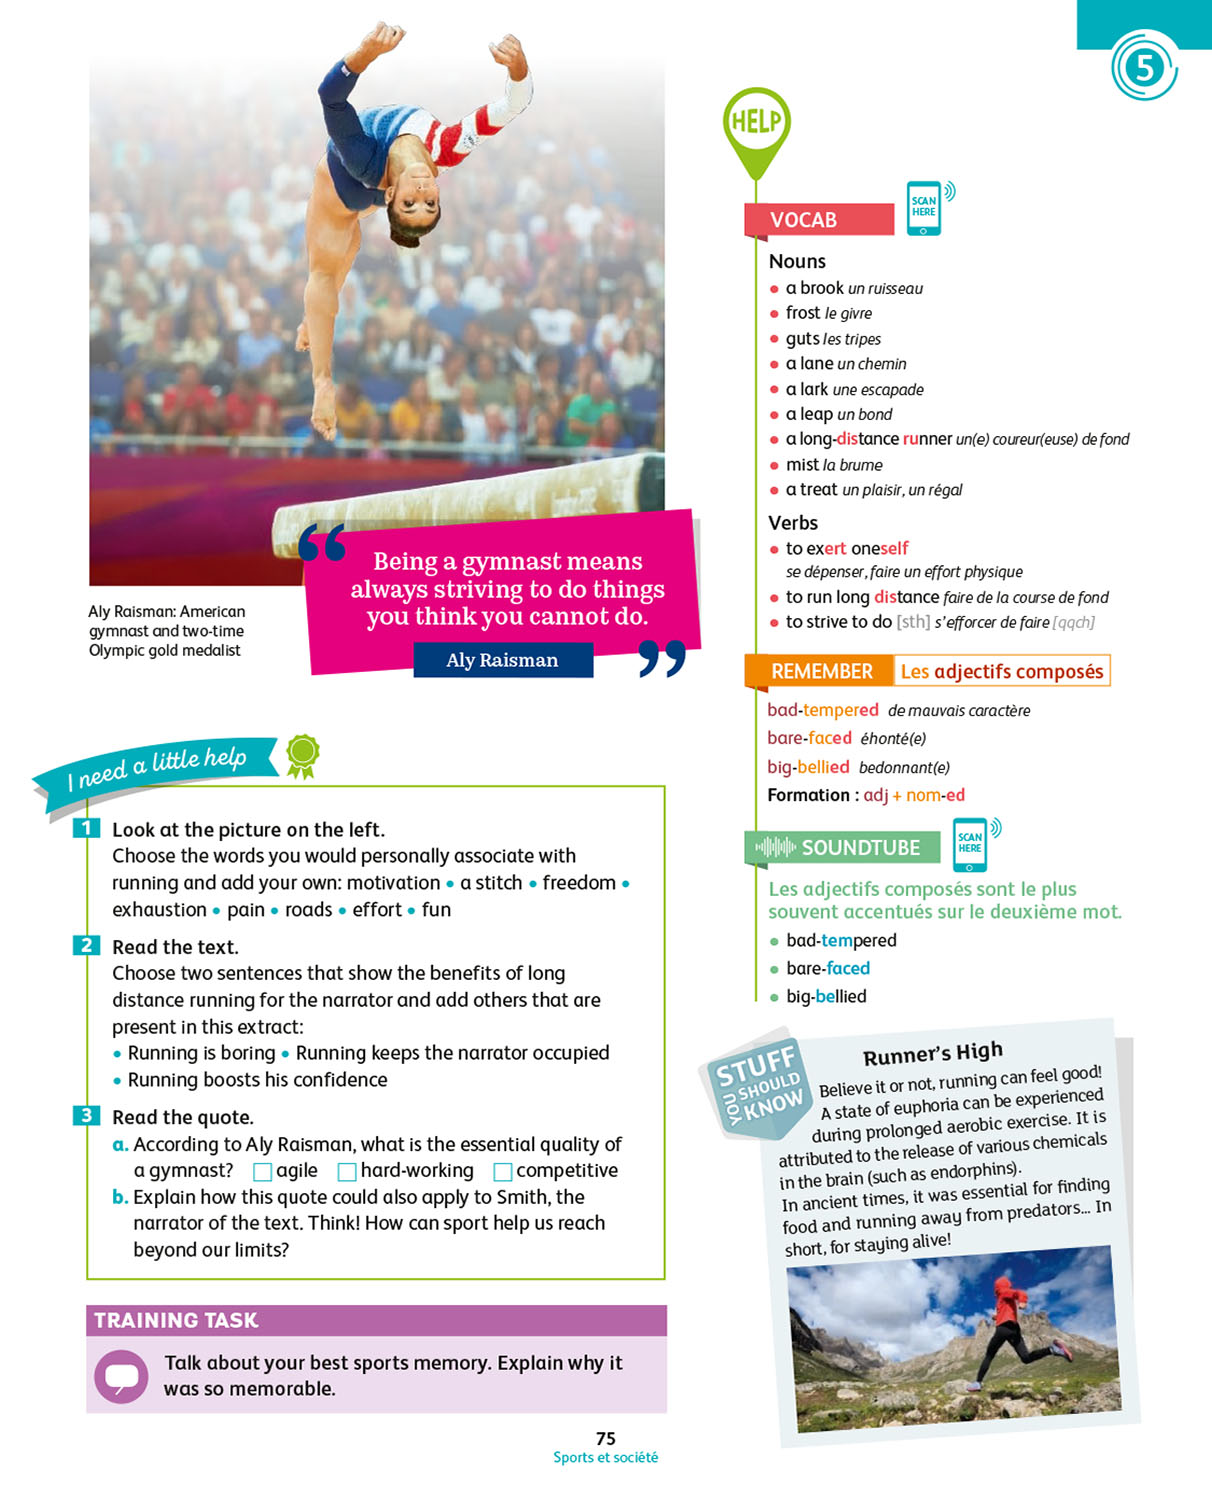 5
Aly Raisman: American
gymnast and two-time
Olympic gold medalist
“
Being a gymnast means
always striving to do things
you think you cannot do.
”
Aly Raisman
I need a little help
1 Look at the picture on the left.
Choose the words you would personally associate with
running and add your own: motivation • a stitch • freedom •
exhaustion • pain • roads • effort • fun
2 Read the text.
Choose two sentences that show the benefits of long
distance running for the narrator and add others that are
present in this extract:
• Running is boring • Running keeps the narrator occupied
• Running boosts his confidence
3 Read the quote.
a. According to Aly Raisman, what is the essential quality of
a gymnast? ☐ agile ☐ hard-working ☐ competitive
b. Explain how this quote could also apply to Smith, the
narrator of the text. Think! How can sport help us reach
beyond our limits?
TRAINING TASK
Talk about your best sports memory. Explain why it
was so memorable.
HELP
VOCAB
SCAN
HERE
Nouns
• a brook un ruisseau
• frost le givre
• guts les tripes
• a lane un chemin
• a lark une escapade
• a leap un bond
• a long-distance runner un(e) coureur(euse) de fond
• mist la brume
• a treat un plaisir, un régal
Verbs
• to exert oneself
se dépenser, faire un effort physique
• to run long distance faire de la course de fond
• to strive to do [sth] s’efforcer de faire [qqch]
REMEMBER Les adjectifs composés
bad-tempered de mauvais caractère
bare-faced éhonté(e)
big-bellied bedonnant(e)
Formation : adj + nom-ed
SOUNDTUBE
SCAN
HERE
Les adjectifs composés sont le plus
souvent accentués sur le deuxième mot.
• bad-tempered
• bare-faced
• big-bellied
STUFF
YOU SHOULD
KNOW
Runner’s High
Believe it or not, running can feel good!
A state of euphoria can be experienced
during prolonged aerobic exercise. It is
attributed to the release of various chemicals
in the brain (such as endorphins).
In ancient times, it was essential for finding
food and running away from predators... In
short, for staying alive!
75
Sports et société